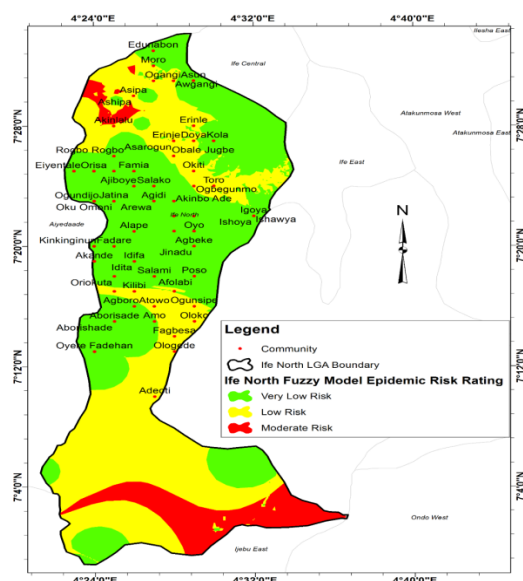 4°24'0"E 4°32'0"E 4°40'0"E
Ilesha East
Edunabon
Moro
Ife Central
Ogangi Asun
Awgangi
Asipa
Ashipa
Atakunmosa West
Akinlalu
Erinle
7°28'0"N 7°28'0"N
Atakunmosa East
Erinje Doya Kola
Asarogun
Rogbo Rogbo Obale Jugbe
Ife East
Eiyentale Orisa Famia Okiti
Ajiboye Salako Toro
Ogbegunmo
Ogundijo Jatina Agidi Akinbo Ade
Oku Omoni Arewa Igoya
Ife North Ishoya Ishawya
Aiyedaade
Alape Oyo
Kinkinginun Fadare Agbeke
7°20'0"N 7°20'0"N
Jinadu
Akande Idifa
Idita Salami Poso
Oriokuta Kilibi Afolabi
Agboro Atowo Ogunsipe
Aborisade Amo Oloko
Aborishade Fagbesa
Oyere Fadehan Ologede
7°12'0"N 7°12'0"N
Adeoti
7°4'0"N 7°4'0"N
Ondo West
Ijebu East
4°24'0"E 4°32'0"E 4°40'0"E
N
Legend
Community
Ife North LGA Boundary
Ife North Fuzzy Model Epidemic Risk Rating
Very Low Risk
Low Risk
Moderate Risk